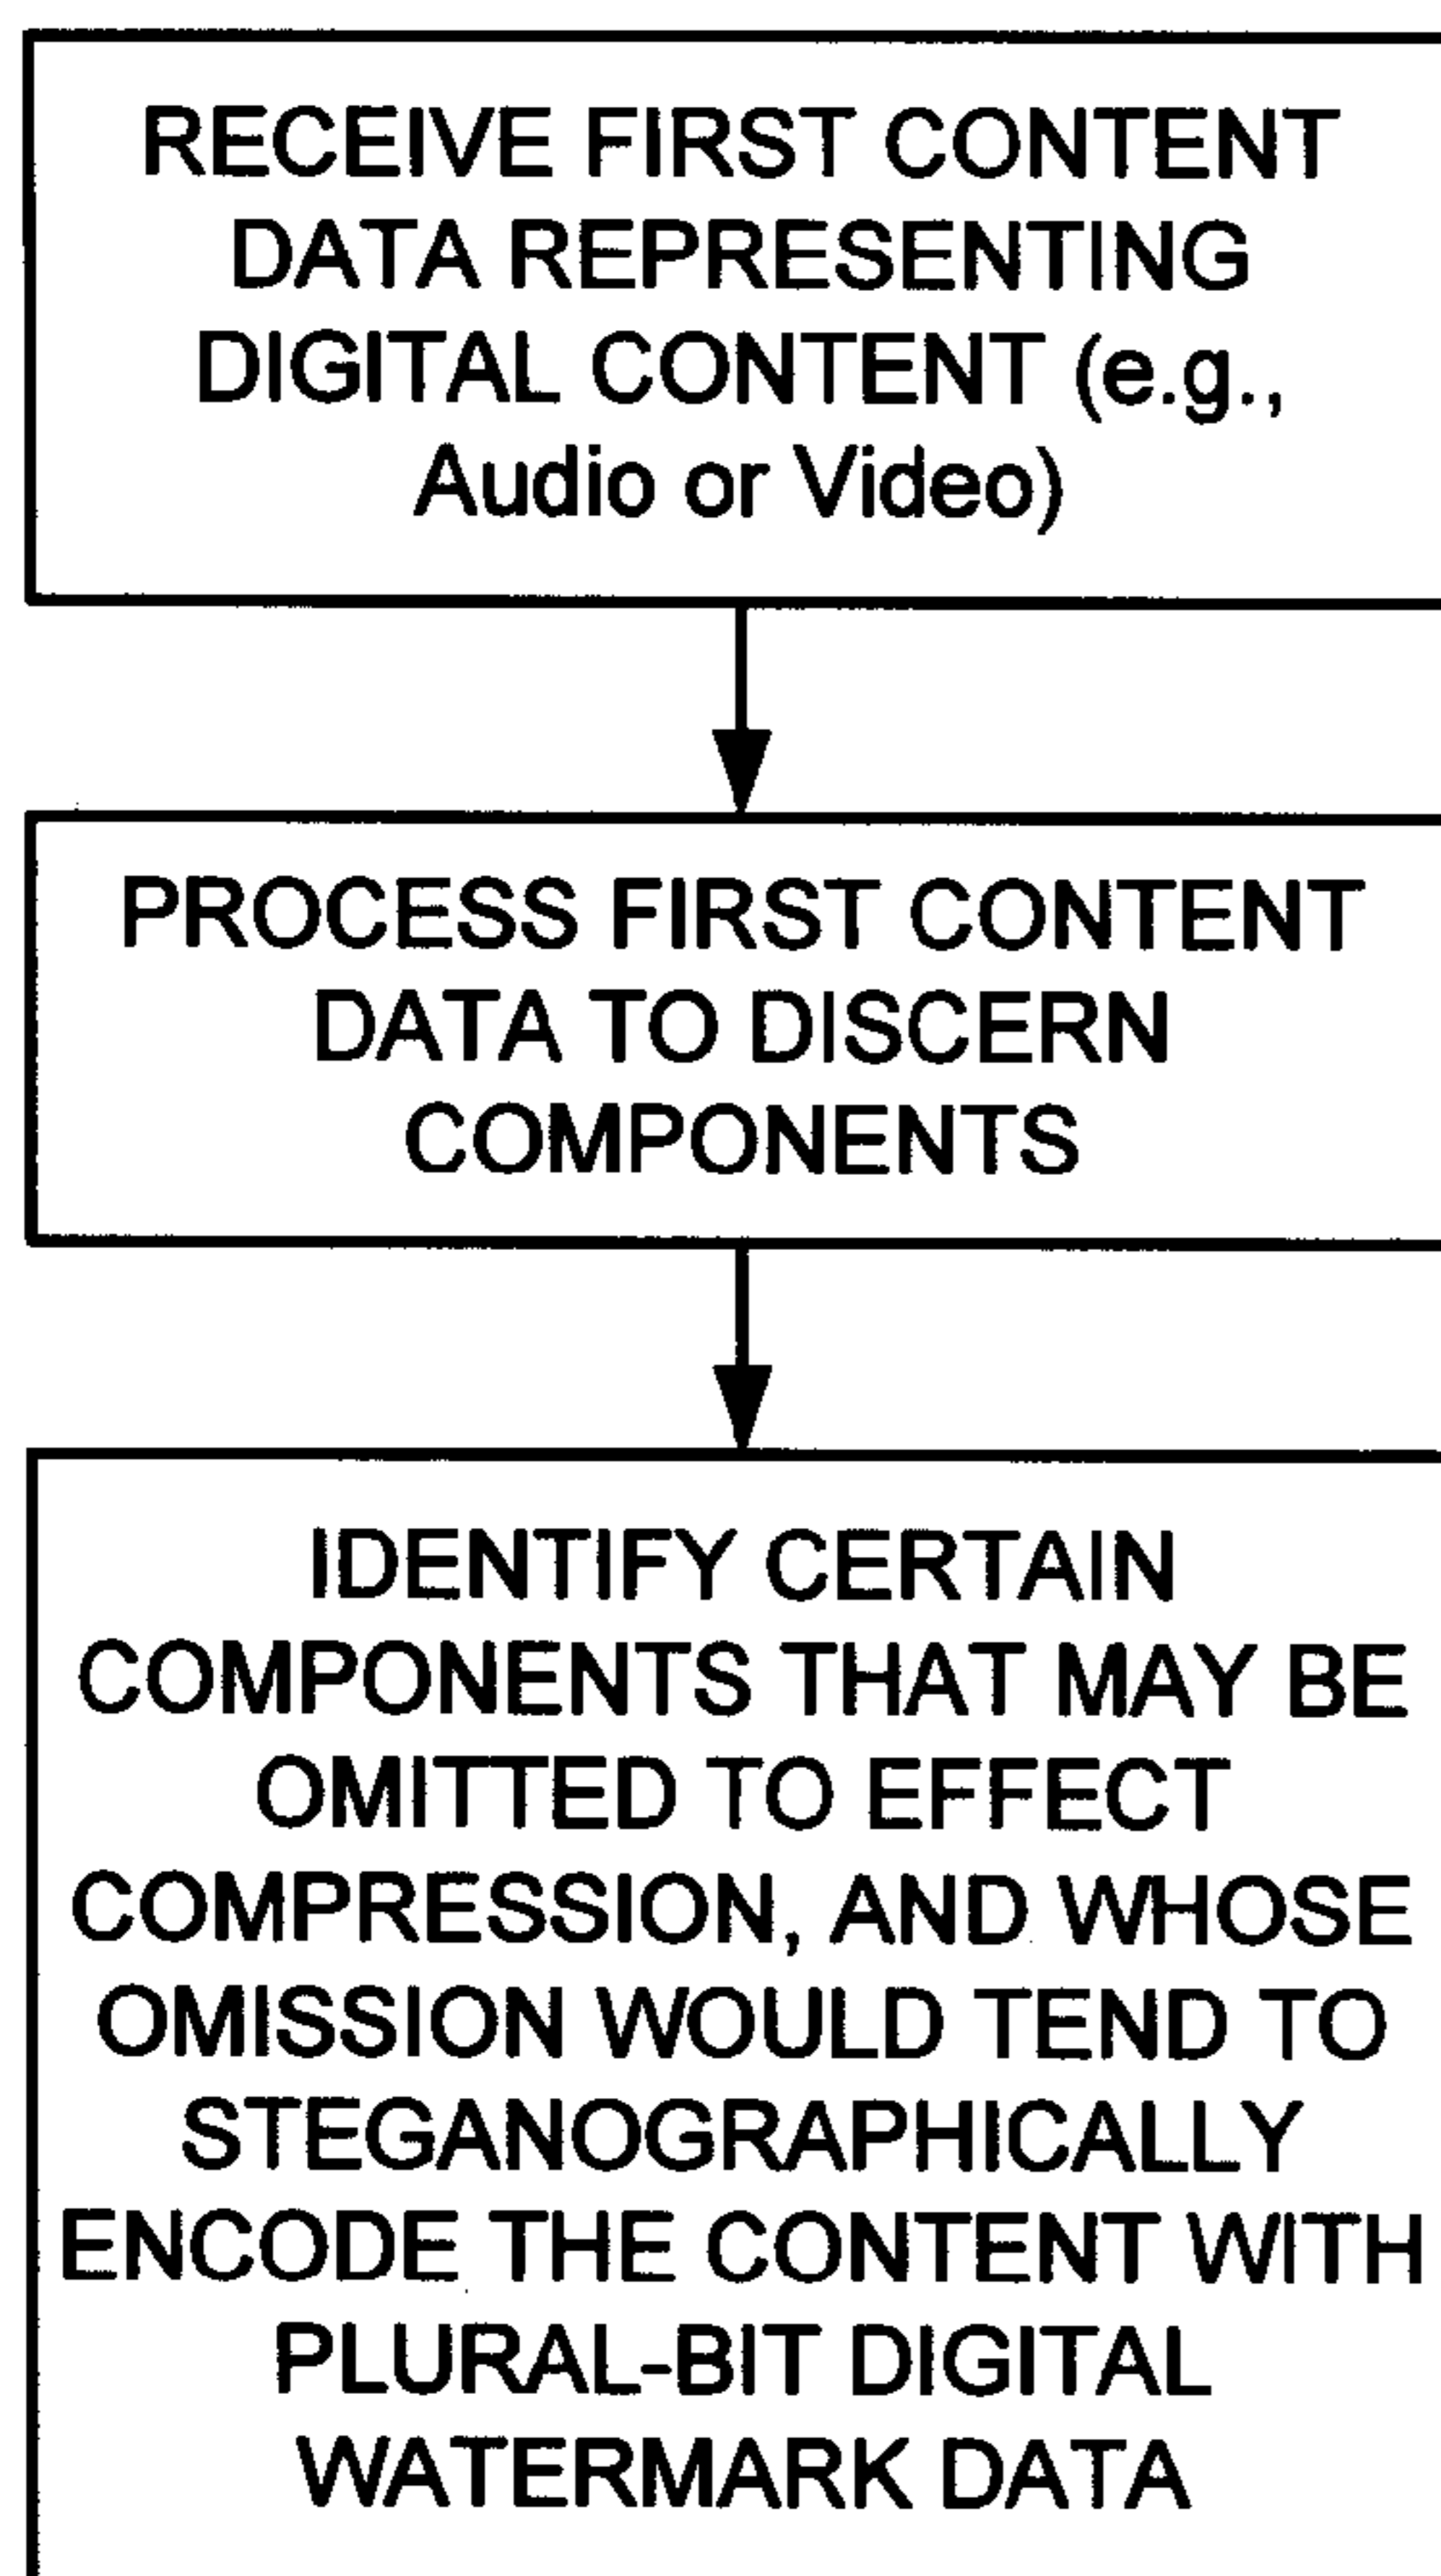 RECEIVE FIRST CONTENT
DATA REPRESENTING
DIGITAL CONTENT (e.g.,
Audio or Video)
PROCESS FIRST CONTENT
DATA TO DISCERN
COMPONENTS
IDENTIFY CERTAIN
COMPONENTS THAT MAY BE
OMITTED TO EFFECT
COMPRESSION, AND WHOSE
OMISSION WOULD TEND TO
STEGANOGRAPHICALLY
ENCODE THE CONTENT WITH
PLURAL-BIT DIGITAL
WATERMARK DATA